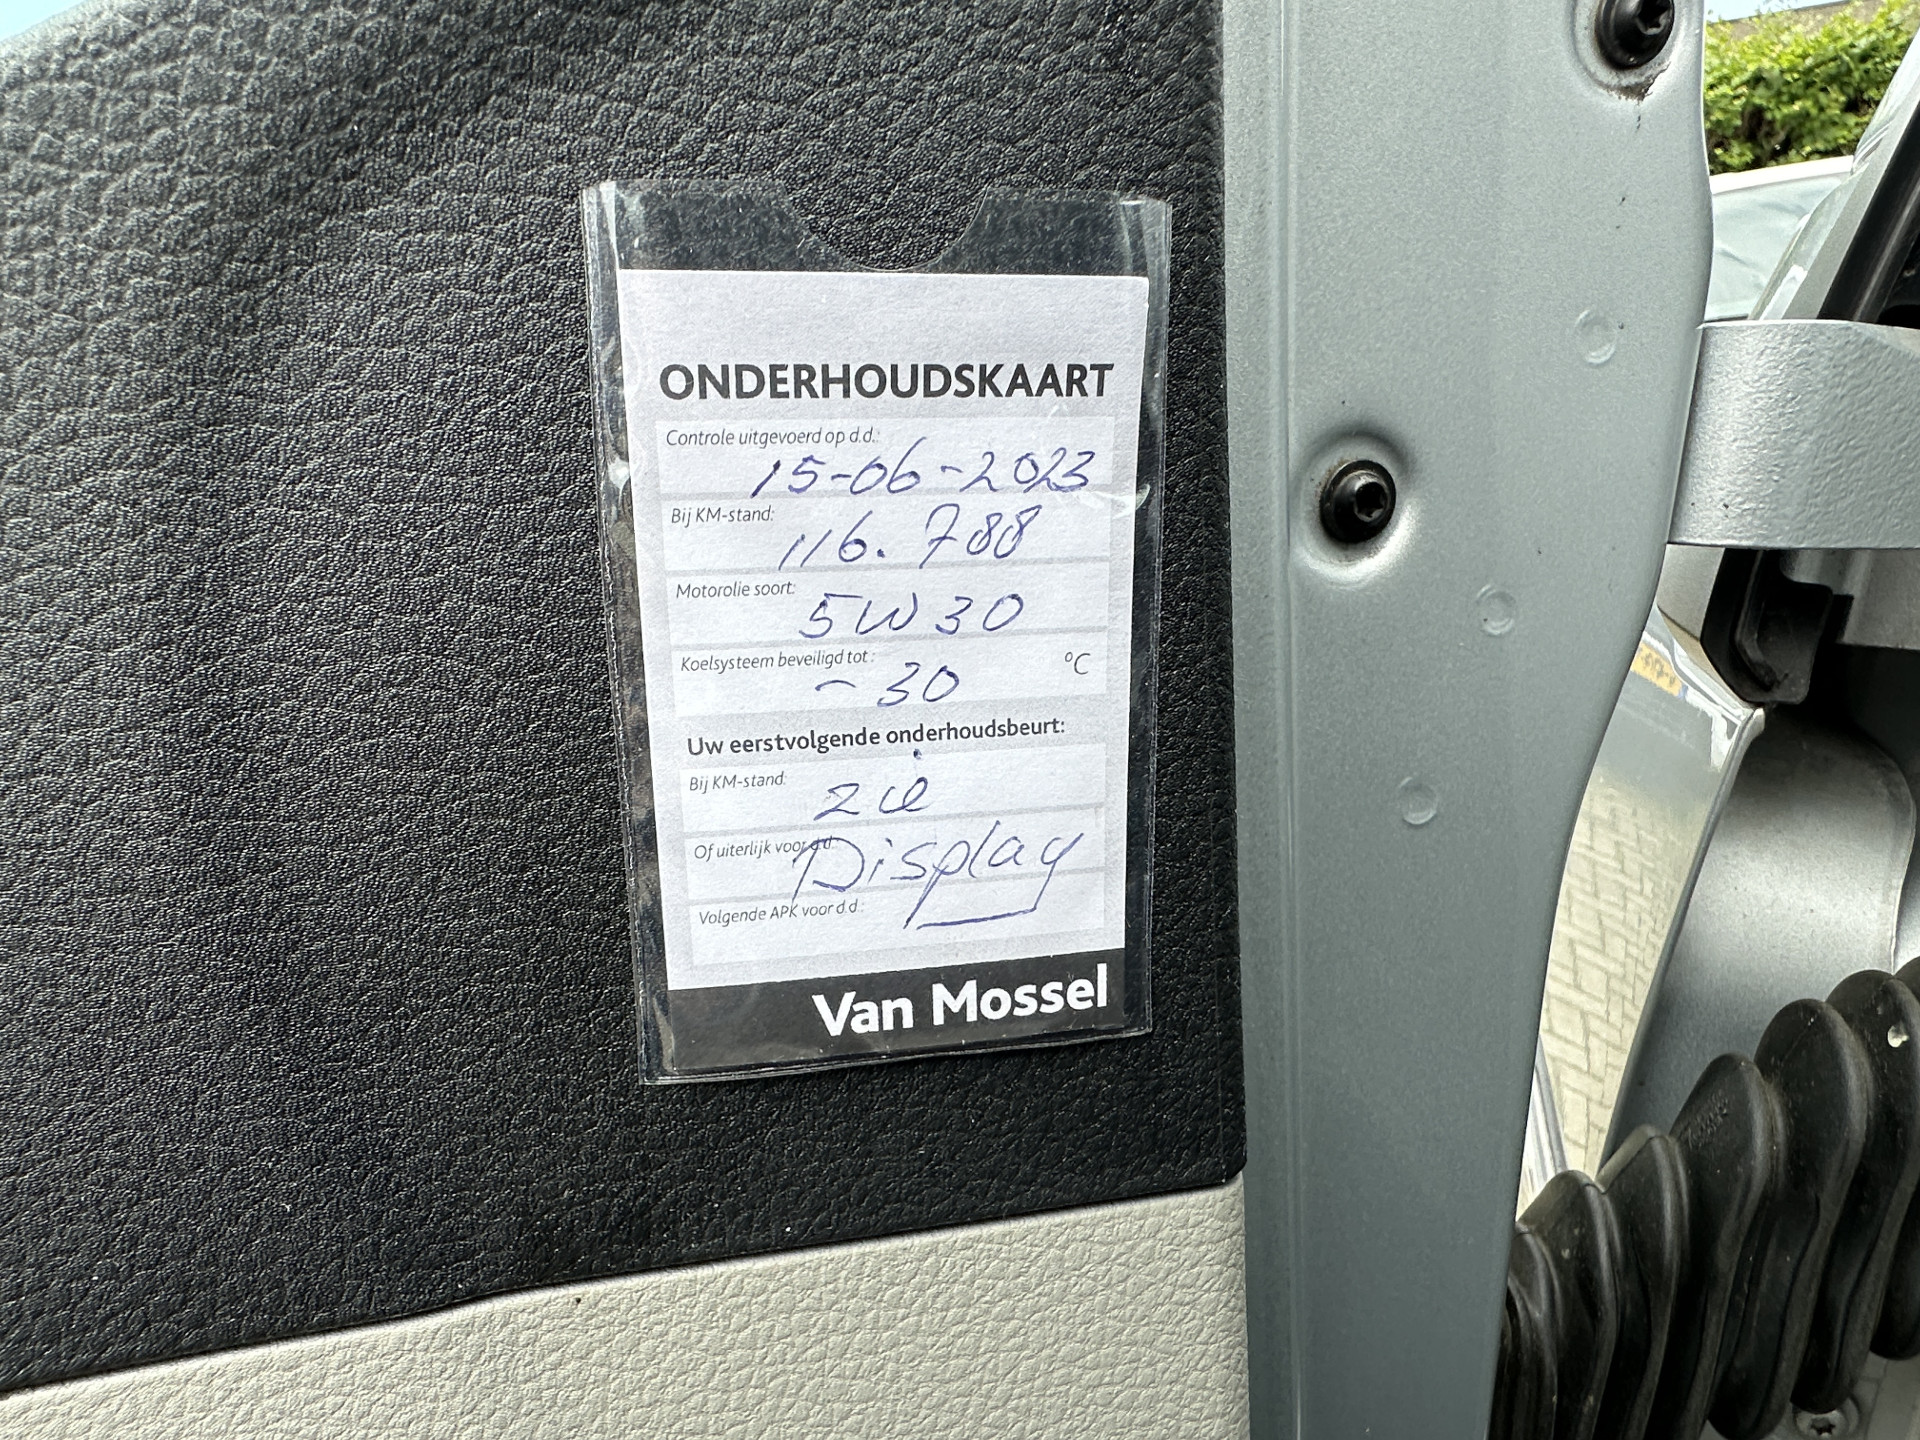 ONDERHOUDSKAART
Controle uitgevoerd op d.d.:
15-06-2023
Bij KM-stand:
116.788
Motorolie soort:
5W30
Koelsysteem beveiligd tot:
-30 °C
Uw eerstvolgende onderhoudsbeurt:
Bij KM-stand:
zie
Of uiterlijk voor d.d.
Display
Volgende APK voor d.d.:
Van Mossel